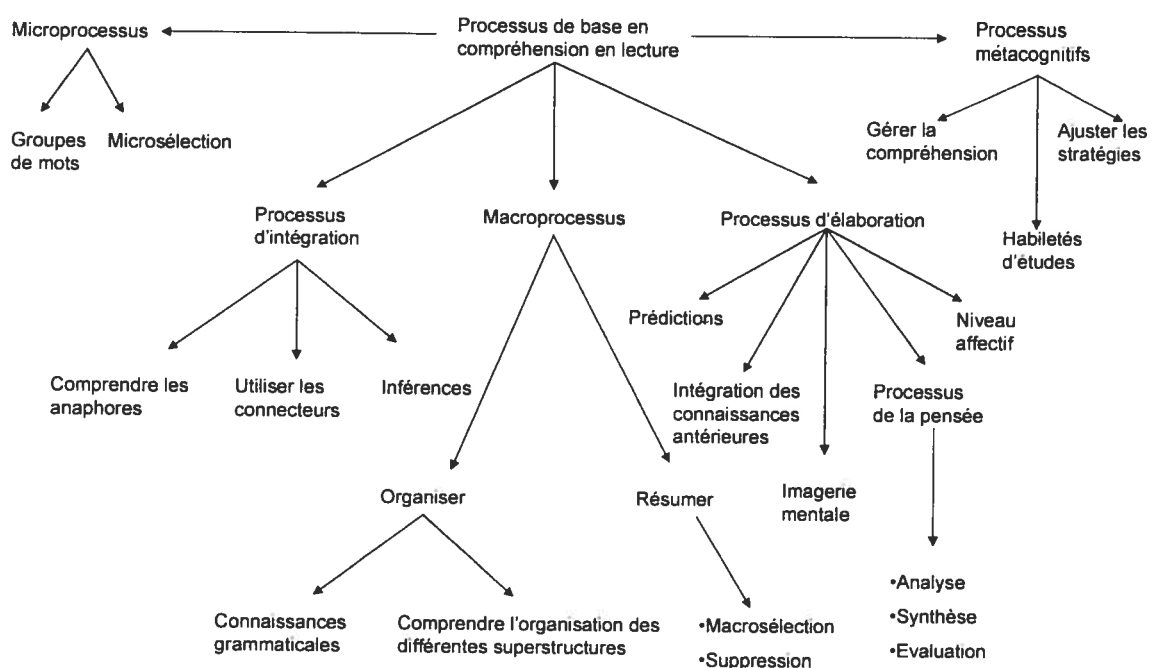 Processus de base en
compréhension en lecture
Microprocessus
Processus
métacognitifs
Groupes
de mots
Microsélection
Gérer la
compréhension
Ajuster les
stratégies
Habiletés
d'études
Processus
d'intégration
Macroprocessus
Processus d'élaboration
Comprendre les
anaphores
Utiliser les
connecteurs
Inférences
Prédictions
Intégration des
connaissances
antérieures
Imagerie
mentale
Processus
de la pensée
Niveau
affectif
Organiser
Résumer
Connaissances
grammaticales
Comprendre l'organisation des
différentes superstructures
•Macrosélection
•Suppression
•Analyse
•Synthèse
•Evaluation